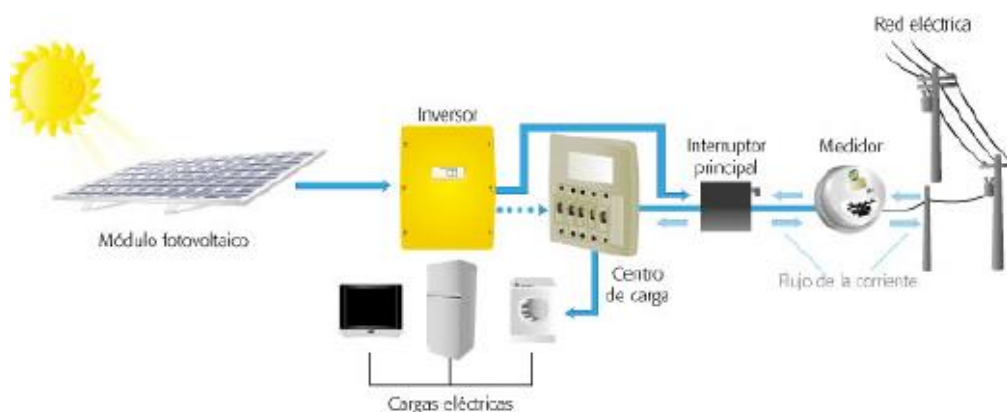 Red eléctrica
Inversor
Interruptor
principal
Medidor
Módulo fotovoltaico
Centro
de carga
Flujo de la corriente
Cargas eléctricas